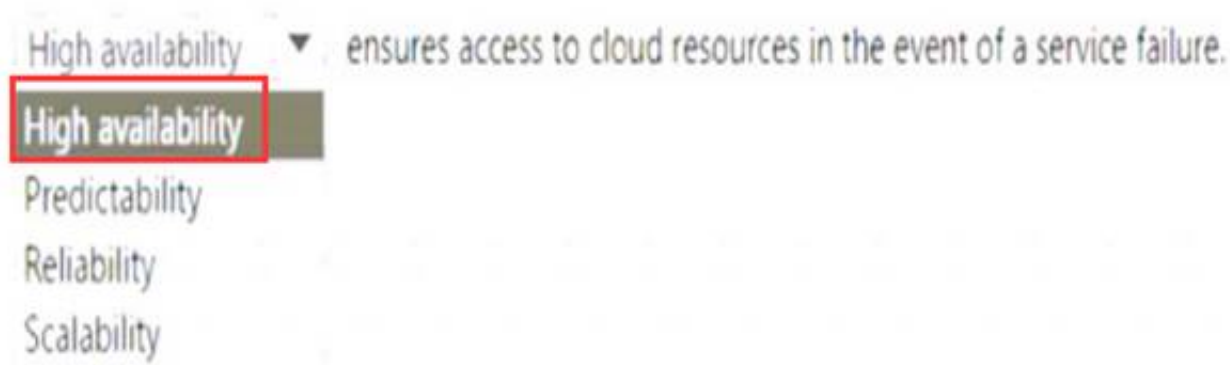 High availability ▼ ensures access to cloud resources in the event of a service failure.
High availability
Predictability
Reliability
Scalability